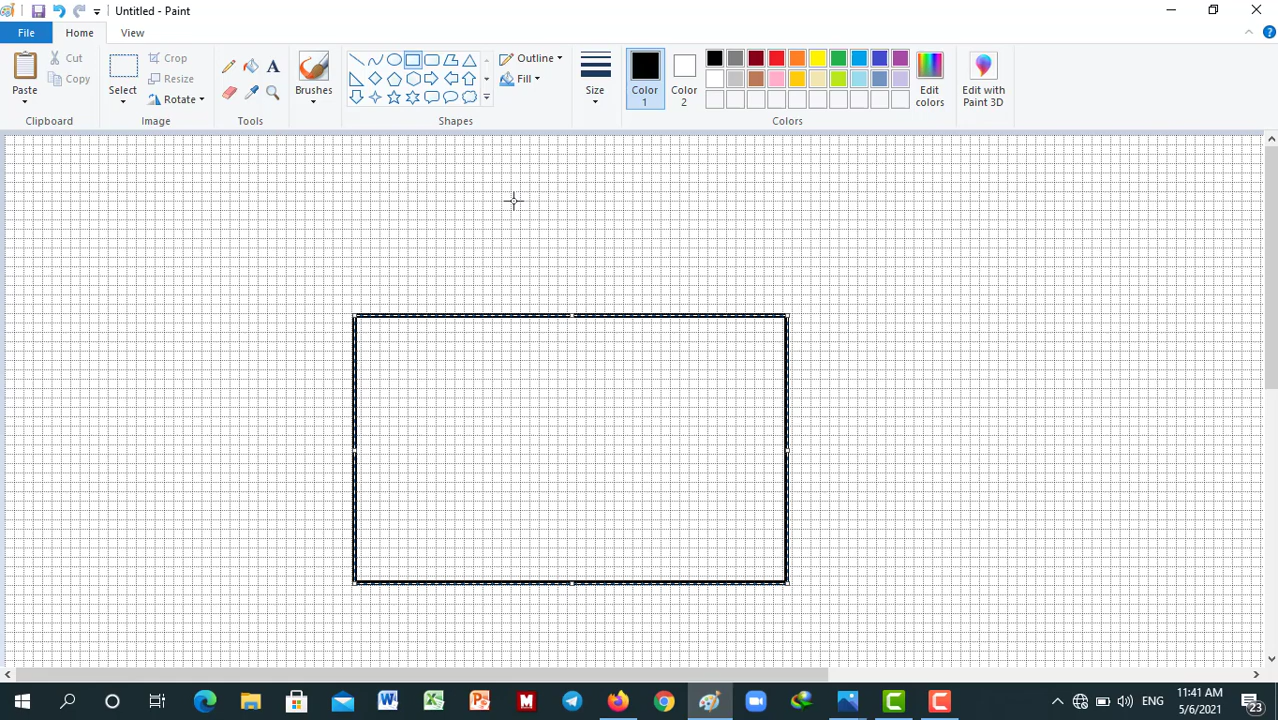 Untitled - Paint
File
Home
View
Paste
Cut
Copy
Clipboard
Select
Crop
Resize
Rotate
Image
Tools
Brushes
Shapes
Outline
Fill
Size
Color
1
Color
2
Edit
colors
Colors
Edit with
Paint 3D
ENG
11:41 AM
5/6/2021
23